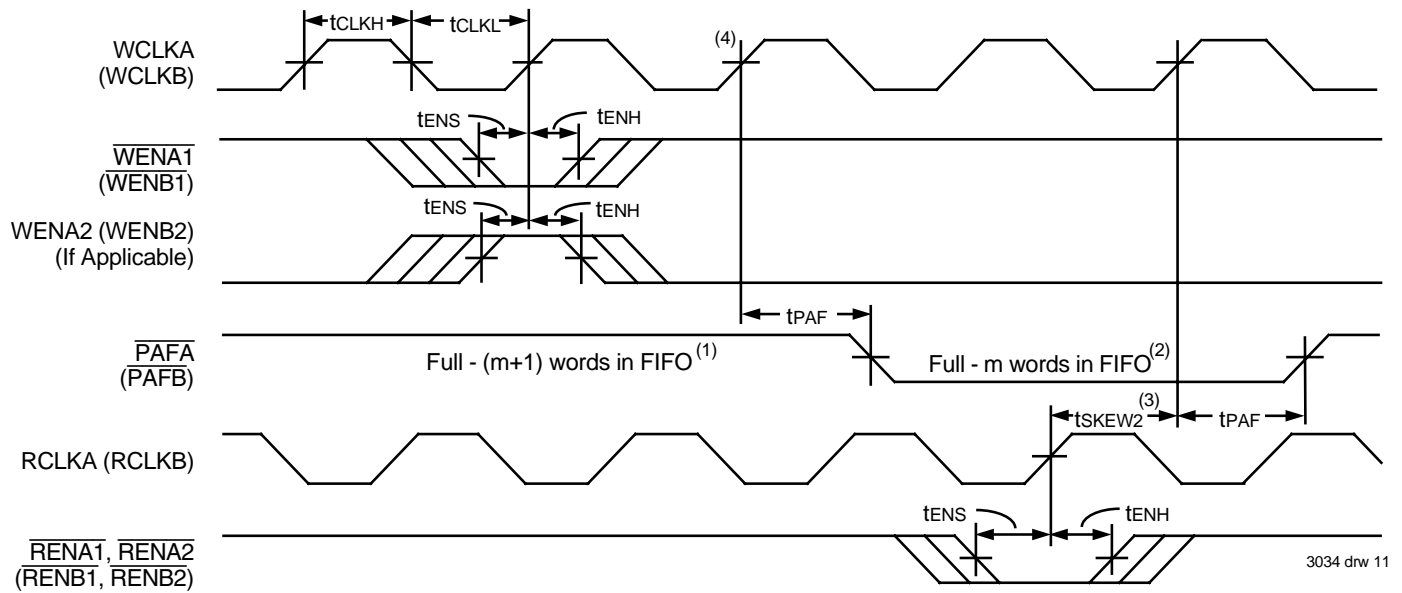 tCLKH
tCLKL
WCLKA
(WCLKB)
(4)
tENS
tENH
WENA1
(WENB1)
tENS
tENH
WENA2 (WENB2)
(If Applicable)
tPAF
PAFA
(PAFB)
Full - (m+1) words in FIFO(1)
Full - m words in FIFO(2)
tSKEW2(3)
tPAF
RCLKA (RCLKB)
tENS
tENH
RENA1, RENA2
(RENB1, RENB2)
3034 drw 11